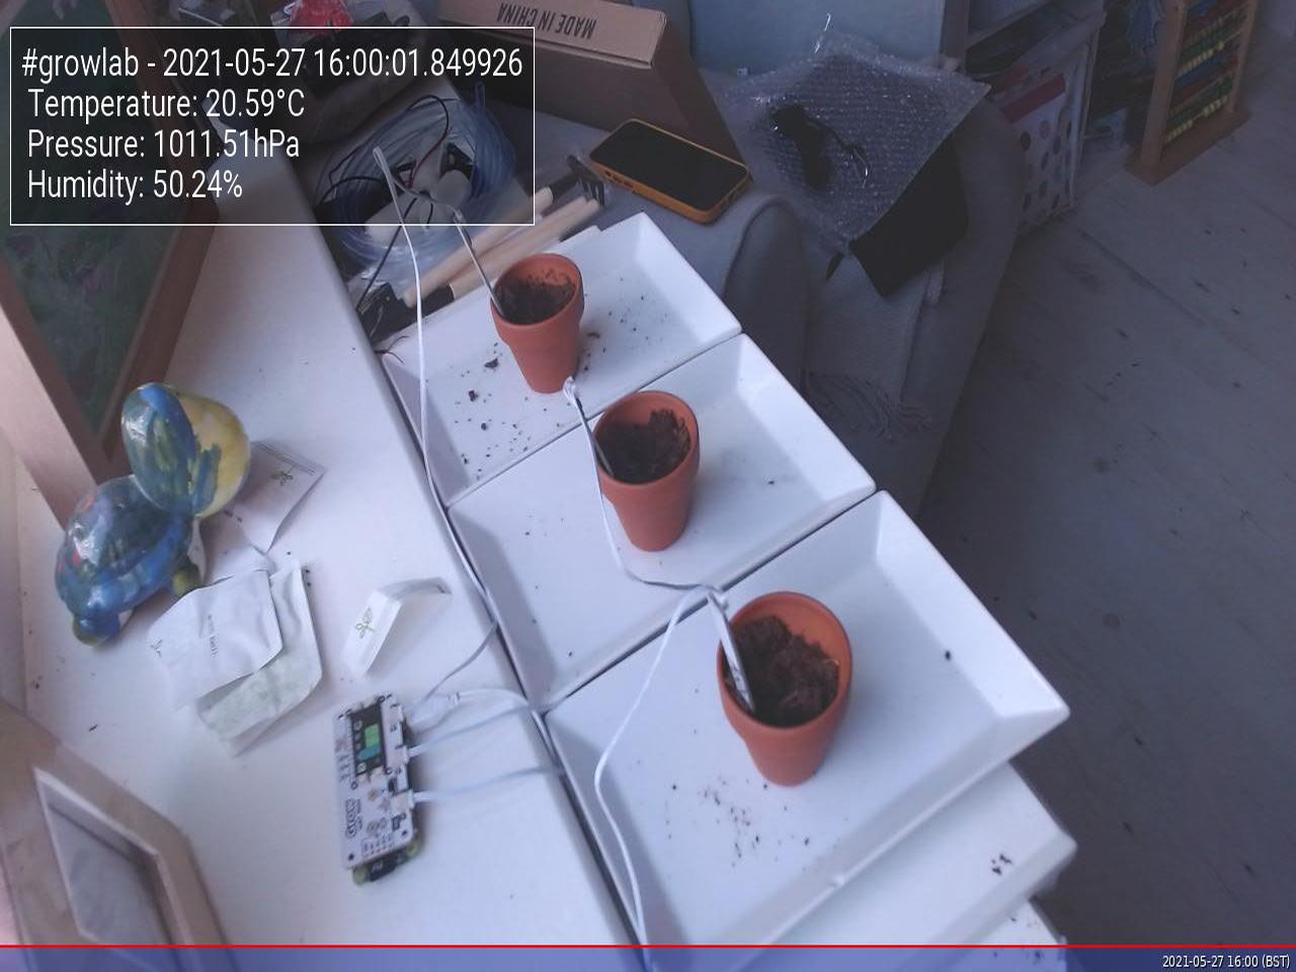 MADE IN CHINA
#growlab - 2021-05-27 16:00:01.849926
Temperature: 20.59°C
Pressure: 1011.51hPa
Humidity: 50.24%
Grow
2021-05-27 16:00 (BST)